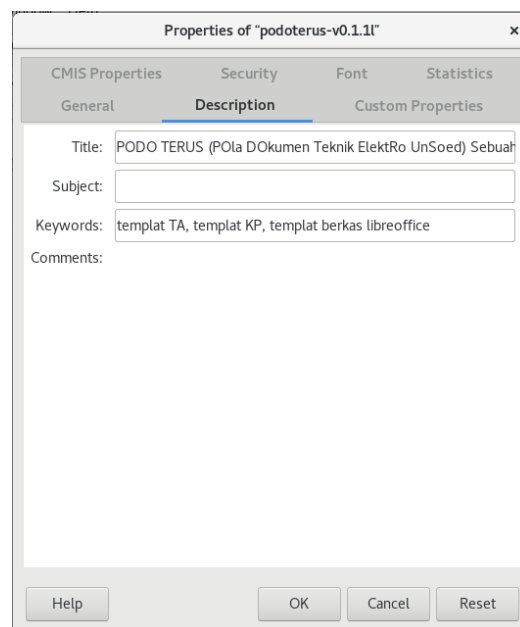 Properties of "podoterus-v0.1.1l"
×
CMIS Properties Security Font Statistics
General Description Custom Properties
Title: PODO TERUS (POla DOkumen Teknik ElektRo UnSoed) Sebuah
Subject:
Keywords: templat TA, templat KP, templat berkas libreoffice
Comments:
Help OK Cancel Reset